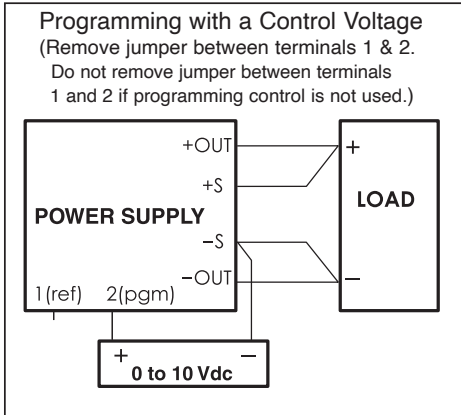 Programming with a Control Voltage
(Remove jumper between terminals 1 & 2.
Do not remove jumper between terminals
1 and 2 if programming control is not used.)
+OUT
+
+S
LOAD
POWER SUPPLY
–S
–OUT
–
1(ref) 2(pgm)
+ –
0 to 10 Vdc